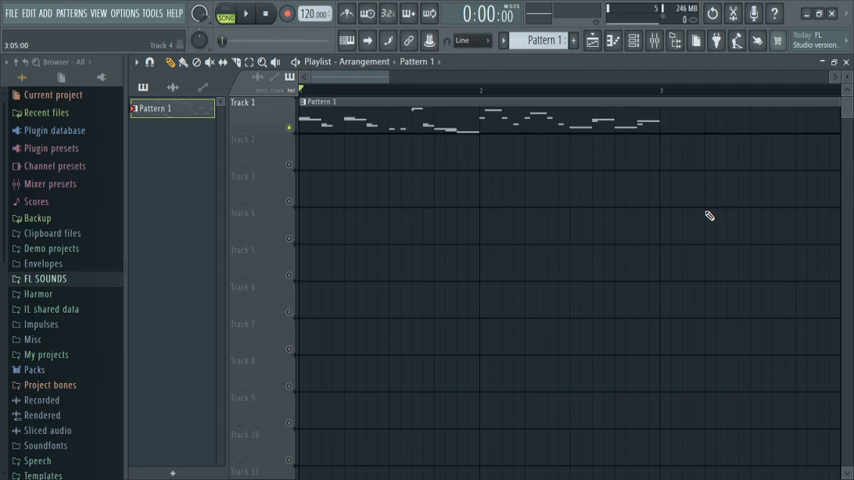 FILE EDIT ADD PATTERNS VIEW OPTIONS TOOLS HELP
SONG
3 2:
120.000
0:00:00
M:S:CS
5
246 MB
0
3:05:00
Track 4
Line
Pattern 1
Today FL
Studio version.
Browser - All
Playlist - Arrangement › Pattern 1 ›
Current project
Recent files
Plugin database
Plugin presets
Channel presets
Mixer presets
Scores
Backup
Clipboard files
Demo projects
Envelopes
FL SOUNDS
Harmor
IL shared data
Impulses
Misc
My projects
Packs
Project bones
Recorded
Rendered
Sliced audio
Soundfonts
Speech
Templates
Pattern 1
2
3
Track 1
Pattern 1
Track 2
Track 3
Track 4
Track 5
Track 6
Track 7
Track 8
Track 9
Track 10
Track 11